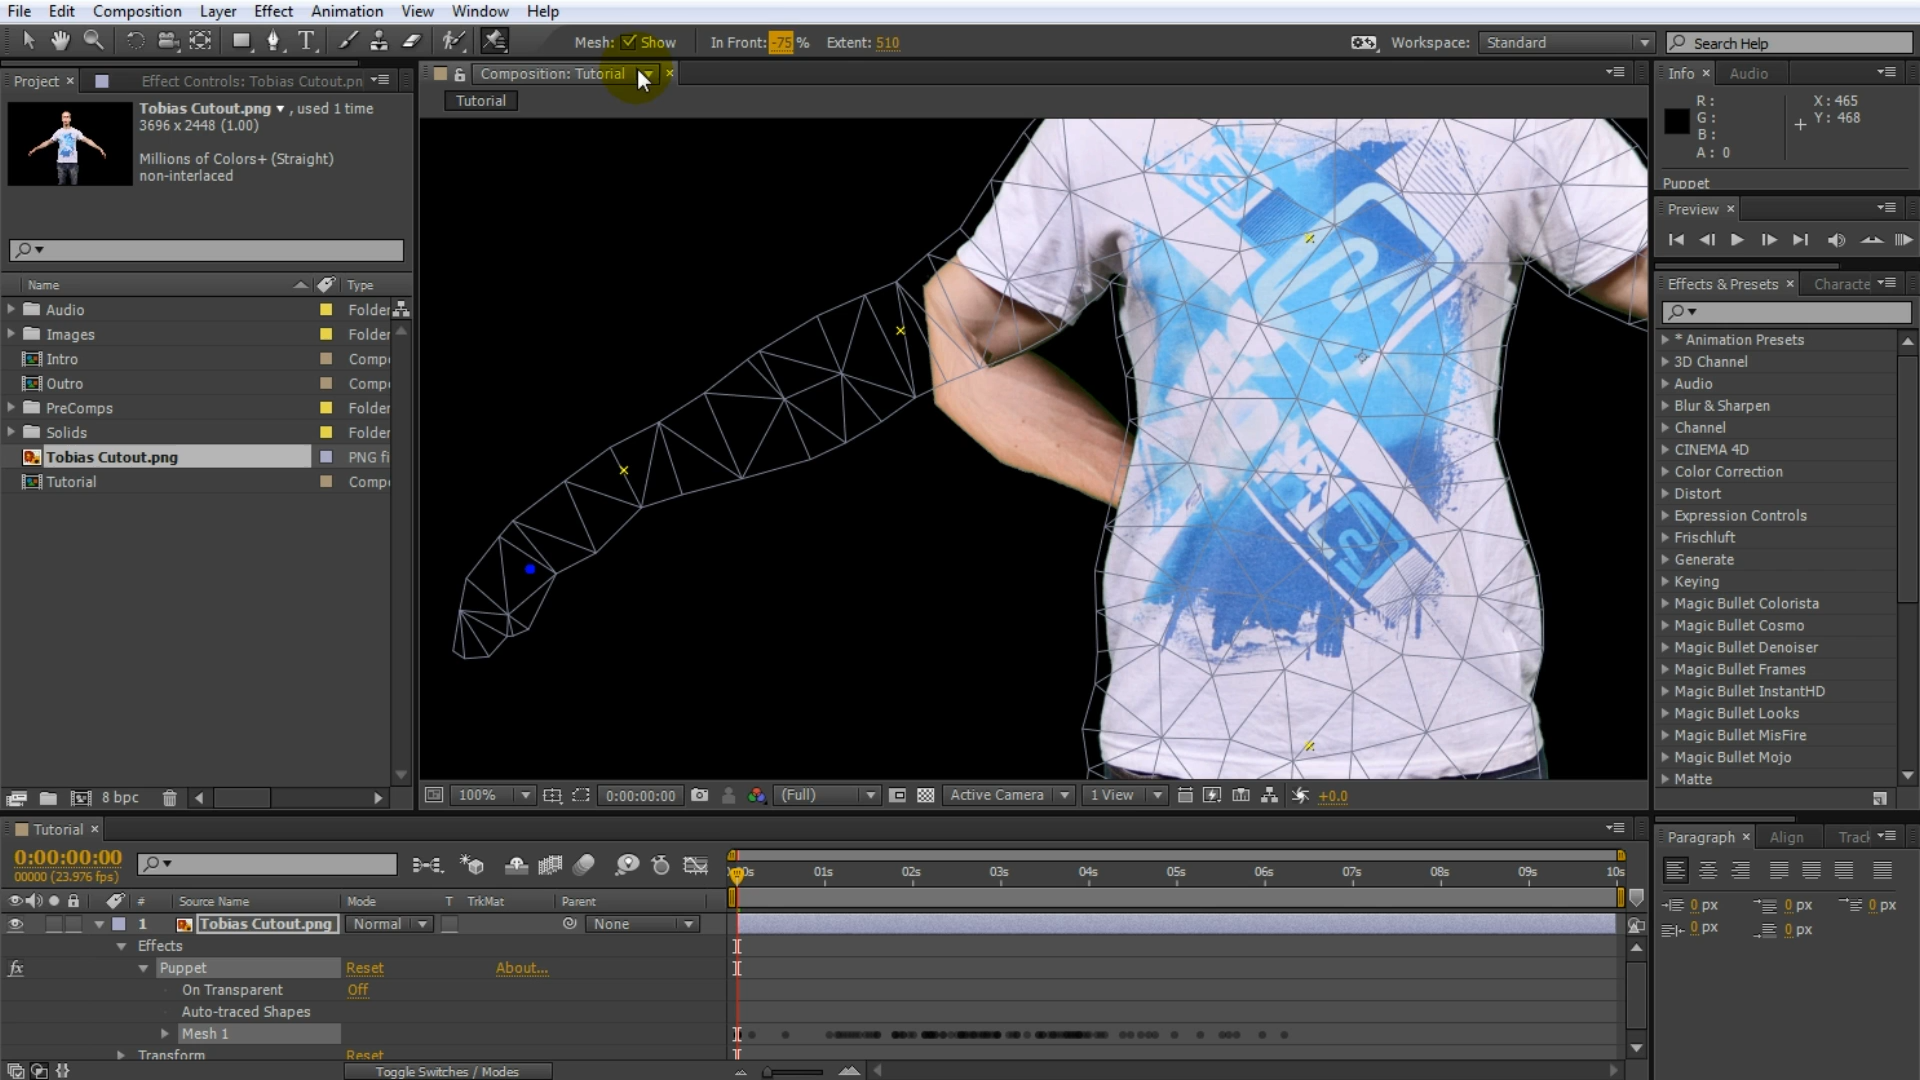 File Edit Composition Layer Effect Animation View Window Help
Mesh: Show In Front: -75 % Extent: 510 Workspace: Standard Search Help
Project × Effect Controls: Tobias Cutout.pn
Composition: Tutorial ×
Tutorial
Tobias Cutout.png , used 1 time
3696 x 2448 (1.00)
Millions of Colors+ (Straight)
non-interlaced
Name Type
Audio Folder
Images Folder
Intro Compo
Outro Compo
PreComps Folder
Solids Folder
Tobias Cutout.png PNG fi
Tutorial Compo
8 bpc
100% 0:00:00:00 (Full) Active Camera 1 View +0.0
Info × Audio
R: X: 465
G: Y: 468
B:
A: 0
Puppet
Preview ×
Effects & Presets × Characte
* Animation Presets
3D Channel
Audio
Blur & Sharpen
Channel
CINEMA 4D
Color Correction
Distort
Expression Controls
Frischluft
Generate
Keying
Magic Bullet Colorista
Magic Bullet Cosmo
Magic Bullet Denoiser
Magic Bullet Frames
Magic Bullet InstantHD
Magic Bullet Looks
Magic Bullet MisFire
Magic Bullet Mojo
Matte
Tutorial ×
0:00:00:00
00000 (23.976 fps)
01s 02s 03s 04s 05s 06s 07s 08s 09s 10s
# Source Name Mode T TrkMat Parent
1 Tobias Cutout.png Normal None
Effects
fx Puppet Reset About...
On Transparent Off
Auto-traced Shapes
Mesh 1
Transform Reset
Toggle Switches / Modes
Paragraph × Align Track
0 px 0 px 0 px
0 px 0 px